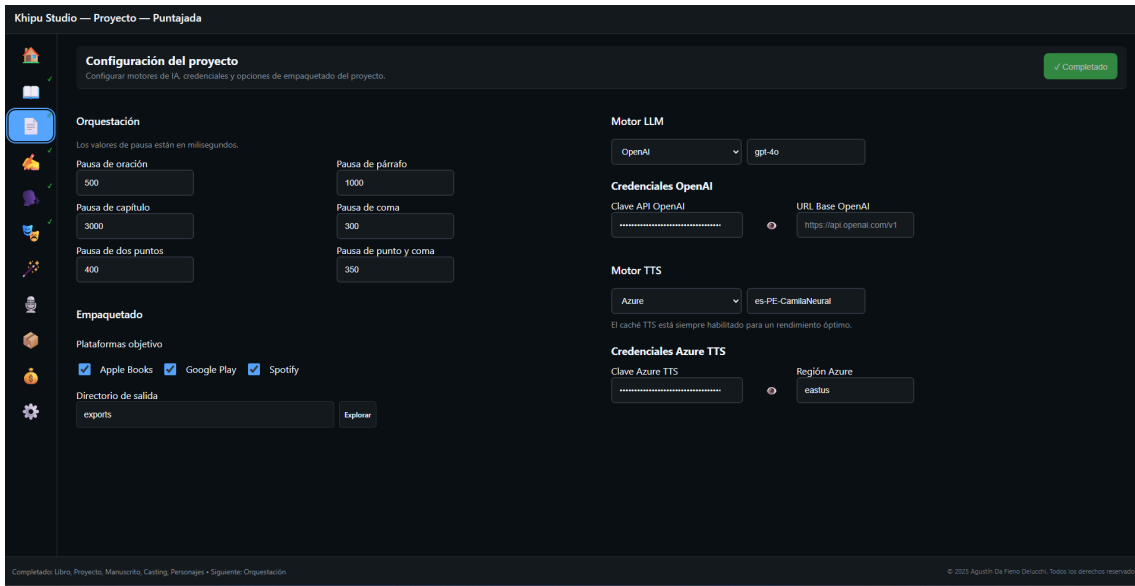 Khipu Studio — Proyecto — Puntajada
Configuración del proyecto
Configurar motores de IA, credenciales y opciones de empaquetado del proyecto.
✓ Completado
Orquestación
Los valores de pausa están en milisegundos.
Pausa de oración
Pausa de párrafo
500
1000
Pausa de capítulo
Pausa de coma
3000
300
Pausa de dos puntos
Pausa de punto y coma
400
350
Empaquetado
Plataformas objetivo
Apple Books
Google Play
Spotify
Directorio de salida
exports
Explorar
Motor LLM
OpenAI
gpt-4o
Credenciales OpenAI
Clave API OpenAI
URL Base OpenAI
https://api.openai.com/v1
Motor TTS
Azure
es-PE-CamilaNeural
El caché TTS está siempre habilitado para un rendimiento óptimo.
Credenciales Azure TTS
Clave Azure TTS
Región Azure
eastus
Completado: Libro, Proyecto, Manuscrito, Casting, Personajes • Siguiente: Orquestación
© 2025 Agustín Da Fieno Delucchi. Todos los derechos reservado